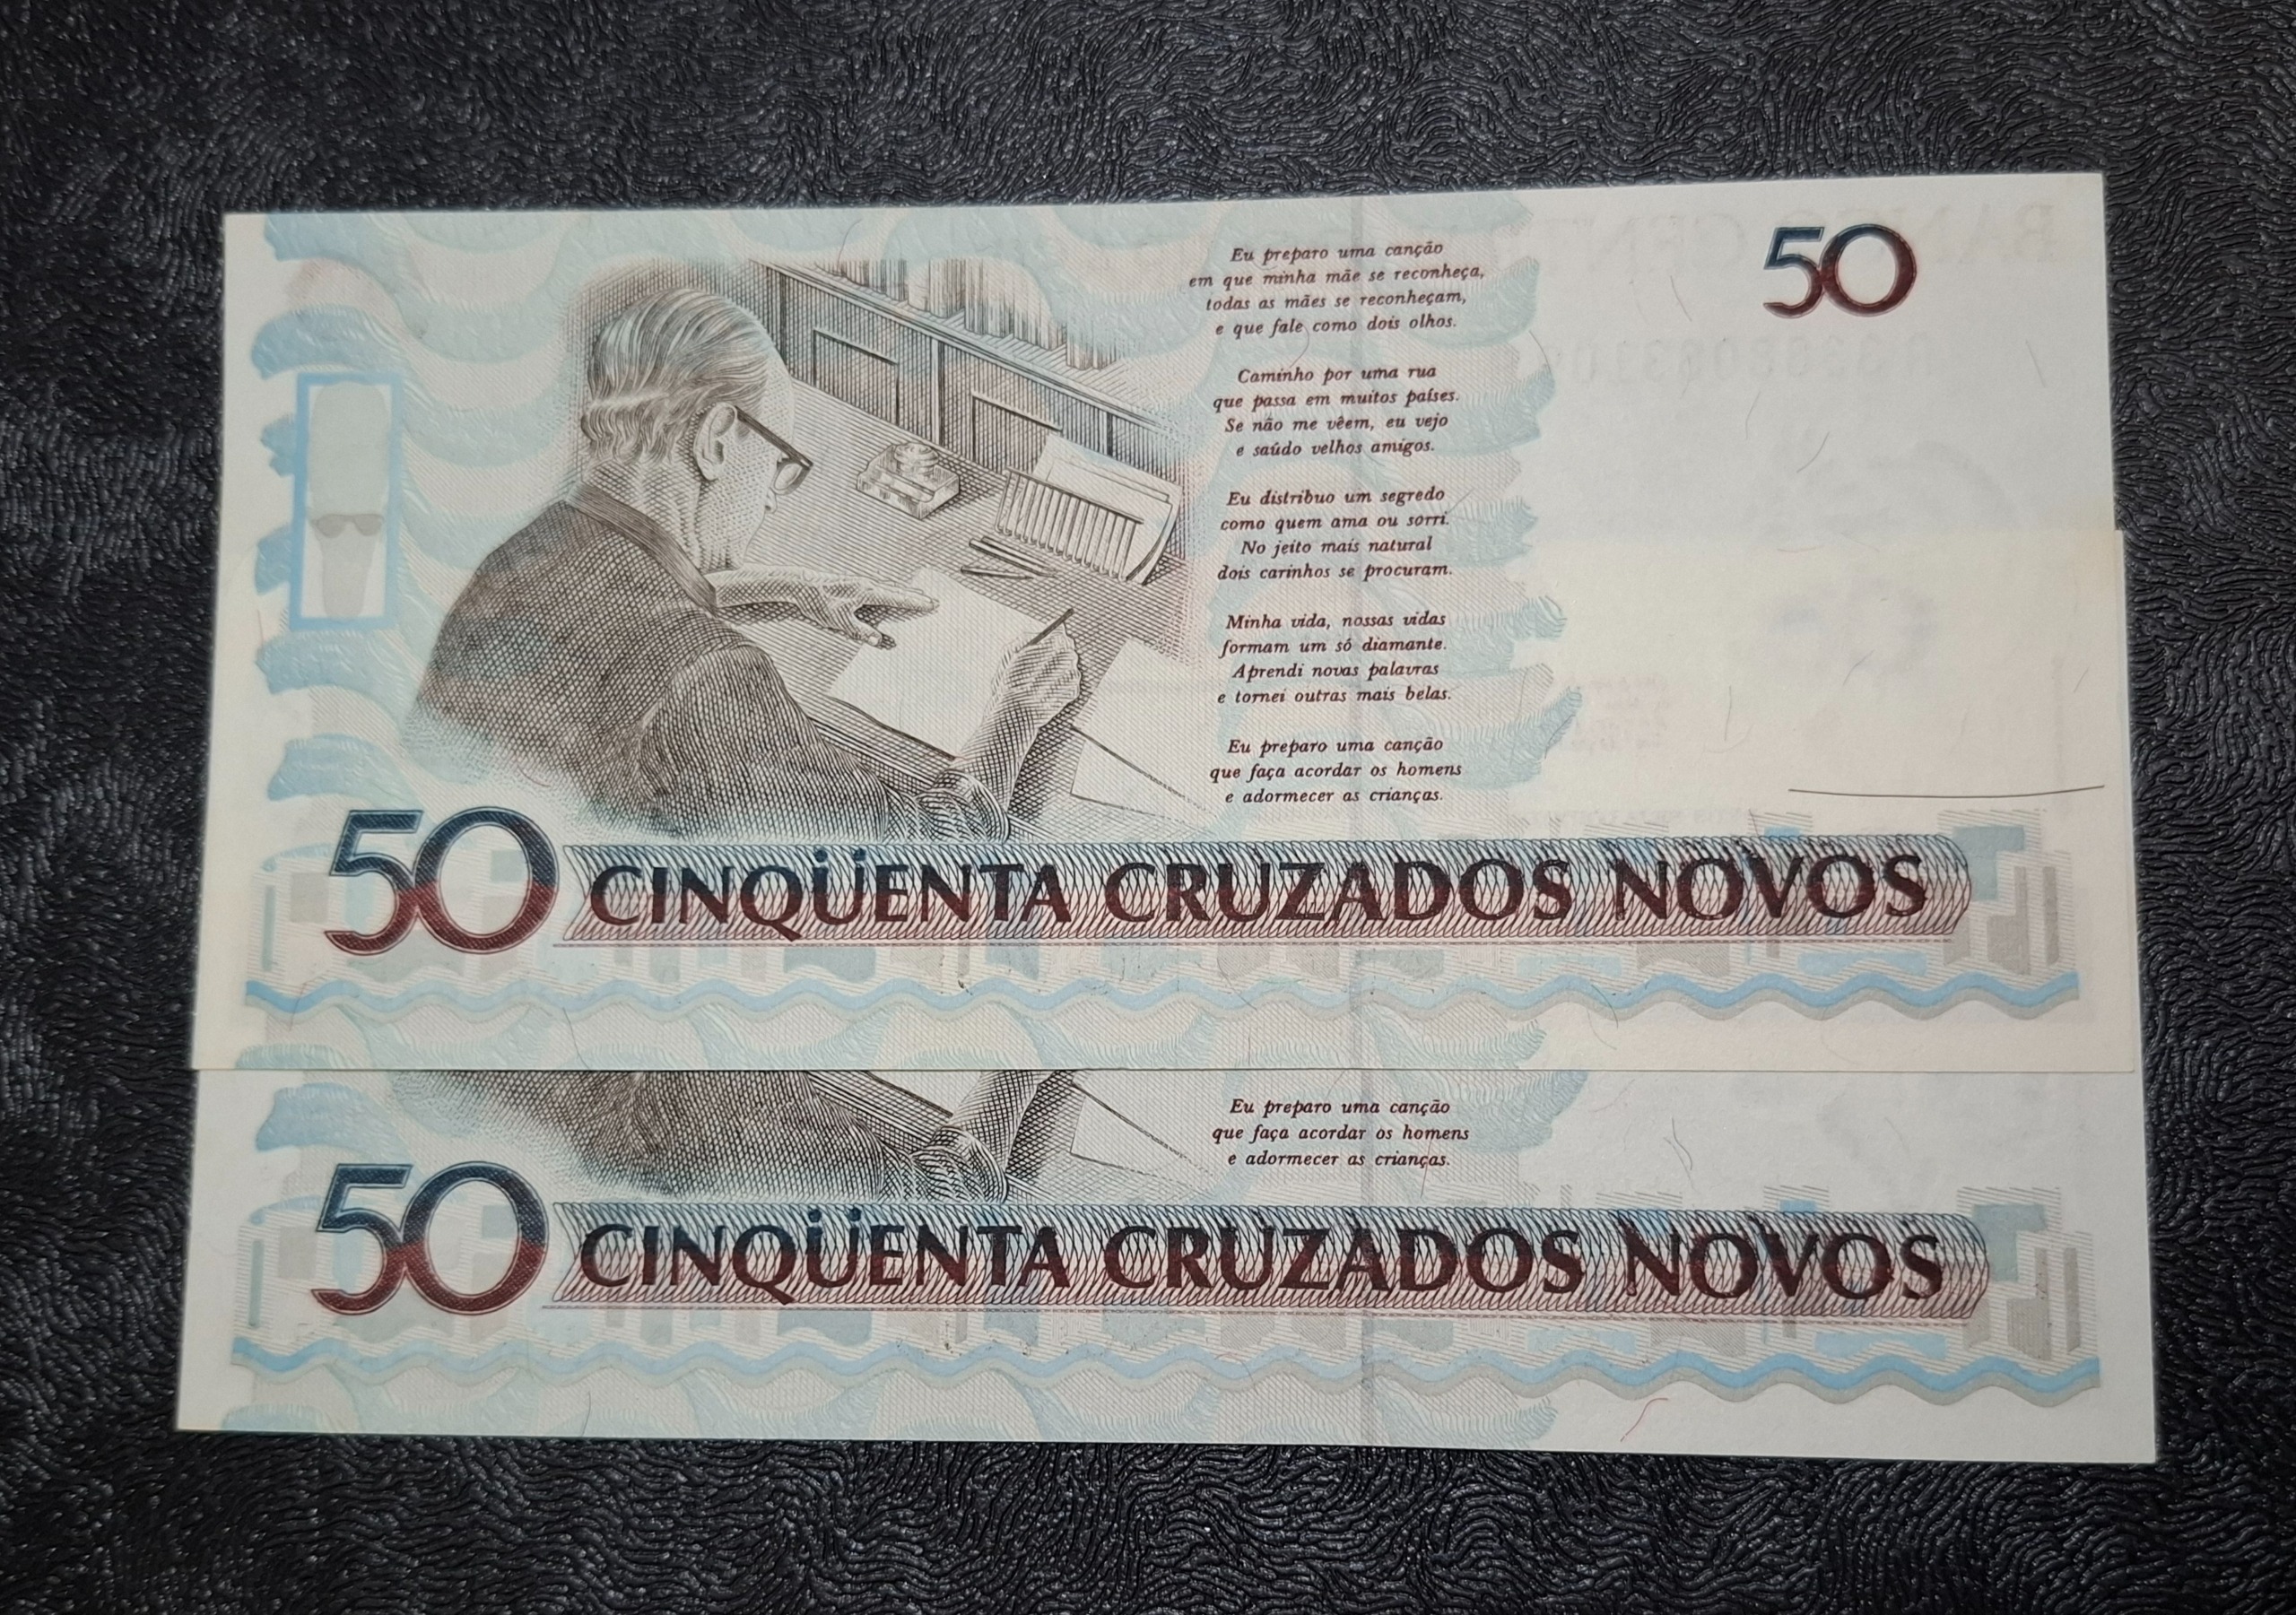 Eu preparo uma canção
em que minha mãe se reconheça,
todas as mães se reconheçam,
e que fale como dois olhos.
50
Caminho por uma rua
que passa em muitos países.
Se não me vêem, eu vejo
e saúdo velhos amigos.
Eu distribuo um segredo
como quem ama ou sorri.
No jeito mais natural
dois carinhos se procuram.
Minha vida, nossas vidas
formam um só diamante.
Aprendi novas palavras
e tornei outras mais belas.
Eu preparo uma canção
que faça acordar os homens
e adormecer as crianças.
50 CINQÜENTA CRUZADOS NOVOS
Eu preparo uma canção
que faça acordar os homens
e adormecer as crianças.
50 CINQÜENTA CRUZADOS NOVOS